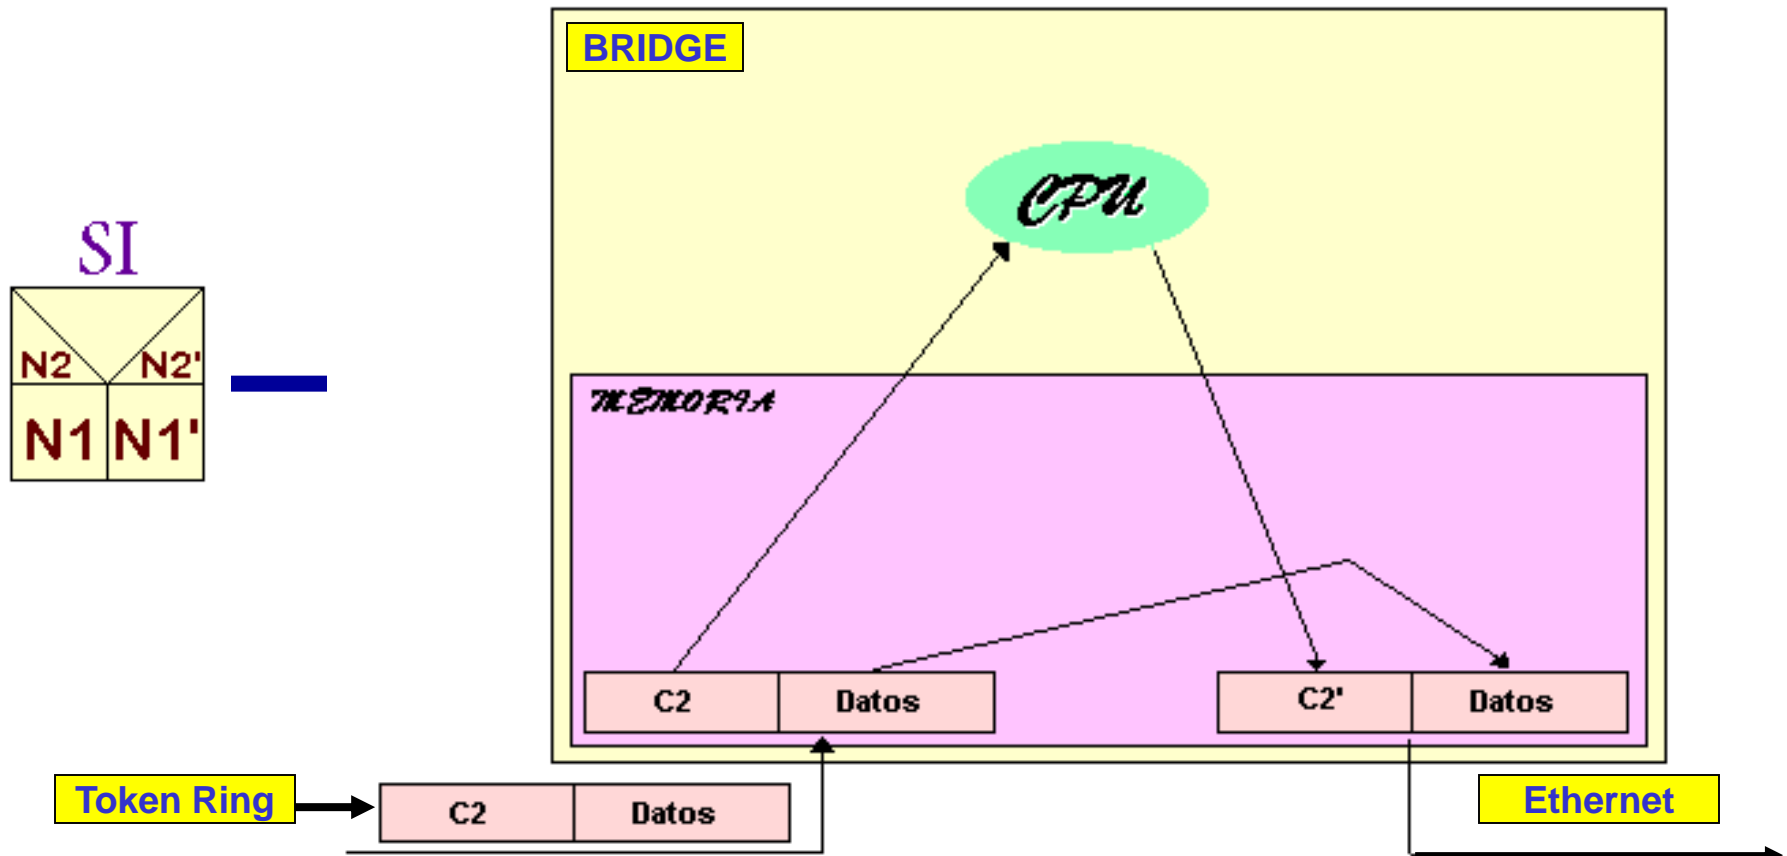 BRIDGE
CPU
SI
N2 N2'
N1 N1'
MEMORIA
C2 Datos C2' Datos
Token Ring C2 Datos Ethernet